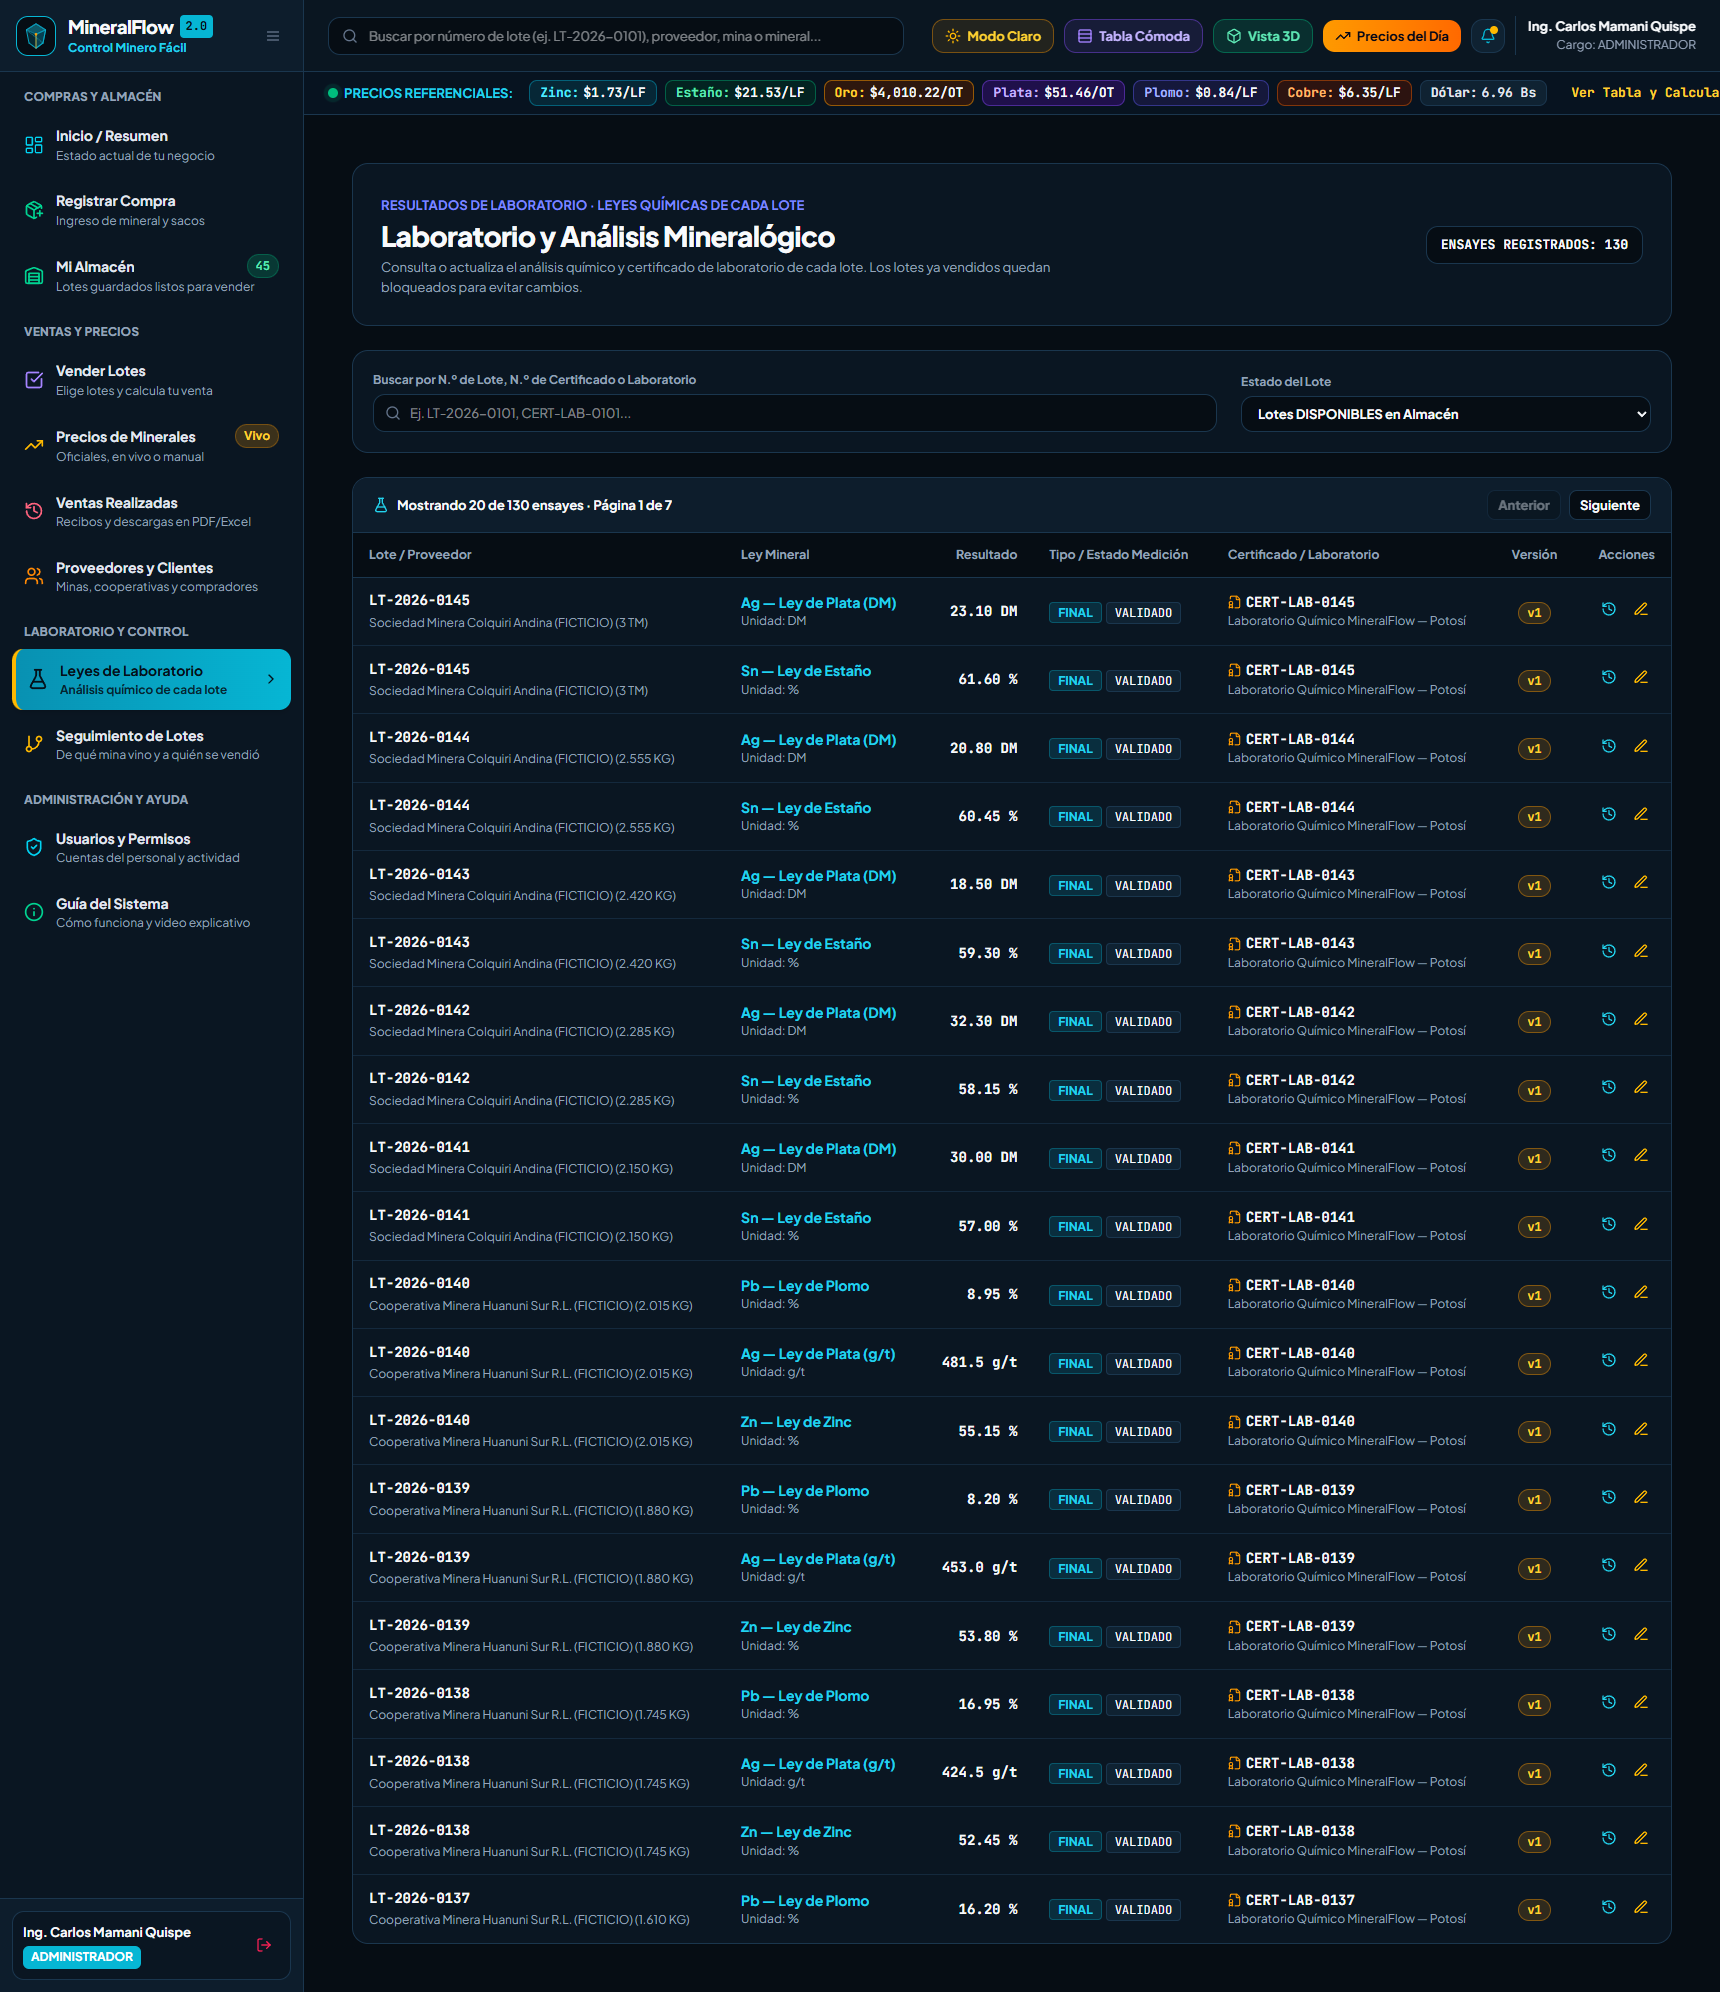 MineralFlow 2.0
Control Minero Fácil
COMPRAS Y ALMACÉN
Inicio / Resumen
Estado actual de tu negocio
Registrar Compra
Ingreso de mineral y sacos
Mi Almacén 45
Lotes guardados listos para vender
VENTAS Y PRECIOS
Vender Lotes
Elige lotes y calcula tu venta
Precios de Minerales Vivo
Oficiales, en vivo o manual
Ventas Realizadas
Recibos y descargas en PDF/Excel
Proveedores y Clientes
Minas, cooperativas y compradores
LABORATORIO Y CONTROL
Leyes de Laboratorio
Análisis químico de cada lote
Seguimiento de Lotes
De qué mina vino y a quién se vendió
ADMINISTRACIÓN Y AYUDA
Usuarios y Permisos
Cuentas del personal y actividad
Guía del Sistema
Cómo funciona y video explicativo
Ing. Carlos Mamani Quispe
ADMINISTRADOR
Buscar por número de lote (ej. LT-2026-0101), proveedor, mina o mineral...
Modo Claro Tabla Cómoda Vista 3D Precios del Día
Ing. Carlos Mamani Quispe
Cargo: ADMINISTRADOR
PRECIOS REFERENCIALES: Zinc: $1.73/LF Estaño: $21.53/LF Oro: $4,010.22/OT Plata: $51.46/OT Plomo: $0.84/LF Cobre: $6.35/LF Dólar: 6.96 Bs Ver Tabla y Calcula
RESULTADOS DE LABORATORIO · LEYES QUÍMICAS DE CADA LOTE
Laboratorio y Análisis Mineralógico
Consulta o actualiza el análisis químico y certificado de laboratorio de cada lote. Los lotes ya vendidos quedan
bloqueados para evitar cambios.
ENSAYES REGISTRADOS: 130
Buscar por N.º de Lote, N.º de Certificado o Laboratorio
Ej. LT-2026-0101, CERT-LAB-0101...
Estado del Lote
Lotes DISPONIBLES en Almacén
Mostrando 20 de 130 ensayes · Página 1 de 7
Anterior Siguiente
Lote / Proveedor Ley Mineral Resultado Tipo / Estado Medición Certificado / Laboratorio Versión Acciones
LT-2026-0145 Ag — Ley de Plata (DM) 23.10 DM FINAL VALIDADO CERT-LAB-0145 v1
Sociedad Minera Colquiri Andina (FICTICIO) (3 TM) Unidad: DM Laboratorio Químico MineralFlow — Potosí
LT-2026-0145 Sn — Ley de Estaño 61.60 % FINAL VALIDADO CERT-LAB-0145 v1
Sociedad Minera Colquiri Andina (FICTICIO) (3 TM) Unidad: % Laboratorio Químico MineralFlow — Potosí
LT-2026-0144 Ag — Ley de Plata (DM) 20.80 DM FINAL VALIDADO CERT-LAB-0144 v1
Sociedad Minera Colquiri Andina (FICTICIO) (2.555 KG) Unidad: DM Laboratorio Químico MineralFlow — Potosí
LT-2026-0144 Sn — Ley de Estaño 60.45 % FINAL VALIDADO CERT-LAB-0144 v1
Sociedad Minera Colquiri Andina (FICTICIO) (2.555 KG) Unidad: % Laboratorio Químico MineralFlow — Potosí
LT-2026-0143 Ag — Ley de Plata (DM) 18.50 DM FINAL VALIDADO CERT-LAB-0143 v1
Sociedad Minera Colquiri Andina (FICTICIO) (2.420 KG) Unidad: DM Laboratorio Químico MineralFlow — Potosí
LT-2026-0143 Sn — Ley de Estaño 59.30 % FINAL VALIDADO CERT-LAB-0143 v1
Sociedad Minera Colquiri Andina (FICTICIO) (2.420 KG) Unidad: % Laboratorio Químico MineralFlow — Potosí
LT-2026-0142 Ag — Ley de Plata (DM) 32.30 DM FINAL VALIDADO CERT-LAB-0142 v1
Sociedad Minera Colquiri Andina (FICTICIO) (2.285 KG) Unidad: DM Laboratorio Químico MineralFlow — Potosí
LT-2026-0142 Sn — Ley de Estaño 58.15 % FINAL VALIDADO CERT-LAB-0142 v1
Sociedad Minera Colquiri Andina (FICTICIO) (2.285 KG) Unidad: % Laboratorio Químico MineralFlow — Potosí
LT-2026-0141 Ag — Ley de Plata (DM) 30.00 DM FINAL VALIDADO CERT-LAB-0141 v1
Sociedad Minera Colquiri Andina (FICTICIO) (2.150 KG) Unidad: DM Laboratorio Químico MineralFlow — Potosí
LT-2026-0141 Sn — Ley de Estaño 57.00 % FINAL VALIDADO CERT-LAB-0141 v1
Sociedad Minera Colquiri Andina (FICTICIO) (2.150 KG) Unidad: % Laboratorio Químico MineralFlow — Potosí
LT-2026-0140 Pb — Ley de Plomo 8.95 % FINAL VALIDADO CERT-LAB-0140 v1
Cooperativa Minera Huanuni Sur R.L. (FICTICIO) (2.015 KG) Unidad: % Laboratorio Químico MineralFlow — Potosí
LT-2026-0140 Ag — Ley de Plata (g/t) 481.5 g/t FINAL VALIDADO CERT-LAB-0140 v1
Cooperativa Minera Huanuni Sur R.L. (FICTICIO) (2.015 KG) Unidad: g/t Laboratorio Químico MineralFlow — Potosí
LT-2026-0140 Zn — Ley de Zinc 55.15 % FINAL VALIDADO CERT-LAB-0140 v1
Cooperativa Minera Huanuni Sur R.L. (FICTICIO) (2.015 KG) Unidad: % Laboratorio Químico MineralFlow — Potosí
LT-2026-0139 Pb — Ley de Plomo 8.20 % FINAL VALIDADO CERT-LAB-0139 v1
Cooperativa Minera Huanuni Sur R.L. (FICTICIO) (1.880 KG) Unidad: % Laboratorio Químico MineralFlow — Potosí
LT-2026-0139 Ag — Ley de Plata (g/t) 453.0 g/t FINAL VALIDADO CERT-LAB-0139 v1
Cooperativa Minera Huanuni Sur R.L. (FICTICIO) (1.880 KG) Unidad: g/t Laboratorio Químico MineralFlow — Potosí
LT-2026-0139 Zn — Ley de Zinc 53.80 % FINAL VALIDADO CERT-LAB-0139 v1
Cooperativa Minera Huanuni Sur R.L. (FICTICIO) (1.880 KG) Unidad: % Laboratorio Químico MineralFlow — Potosí
LT-2026-0138 Pb — Ley de Plomo 16.95 % FINAL VALIDADO CERT-LAB-0138 v1
Cooperativa Minera Huanuni Sur R.L. (FICTICIO) (1.745 KG) Unidad: % Laboratorio Químico MineralFlow — Potosí
LT-2026-0138 Ag — Ley de Plata (g/t) 424.5 g/t FINAL VALIDADO CERT-LAB-0138 v1
Cooperativa Minera Huanuni Sur R.L. (FICTICIO) (1.745 KG) Unidad: g/t Laboratorio Químico MineralFlow — Potosí
LT-2026-0138 Zn — Ley de Zinc 52.45 % FINAL VALIDADO CERT-LAB-0138 v1
Cooperativa Minera Huanuni Sur R.L. (FICTICIO) (1.745 KG) Unidad: % Laboratorio Químico MineralFlow — Potosí
LT-2026-0137 Pb — Ley de Plomo 16.20 % FINAL VALIDADO CERT-LAB-0137 v1
Cooperativa Minera Huanuni Sur R.L. (FICTICIO) (1.610 KG) Unidad: % Laboratorio Químico MineralFlow — Potosí